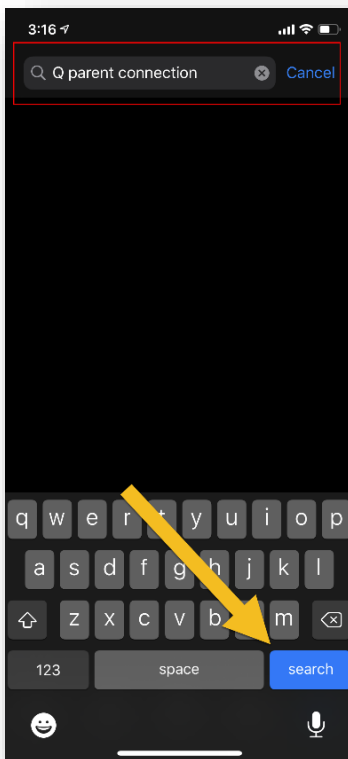 3:16
Q parent connection Cancel
q w e r t y u i o p
a s d f g h j k l
z x c v b m
123 space search